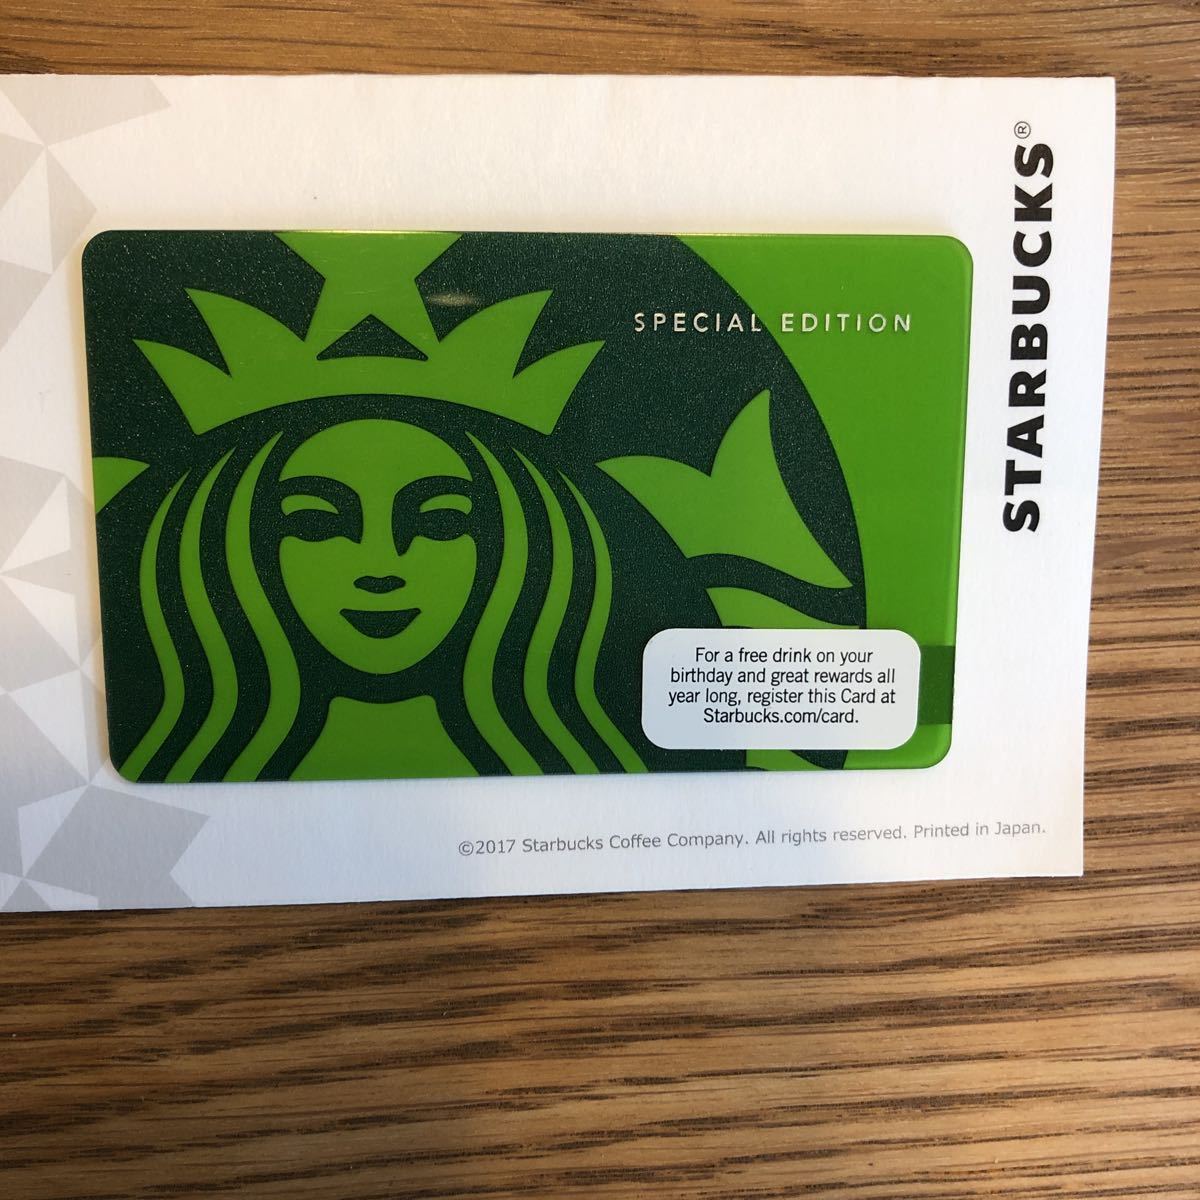 STARBUCKS®
SPECIAL EDITION
For a free drink on your
birthday and great rewards all
year long, register this Card at
Starbucks.com/card.
©2017 Starbucks Coffee Company. All rights reserved. Printed in Japan.